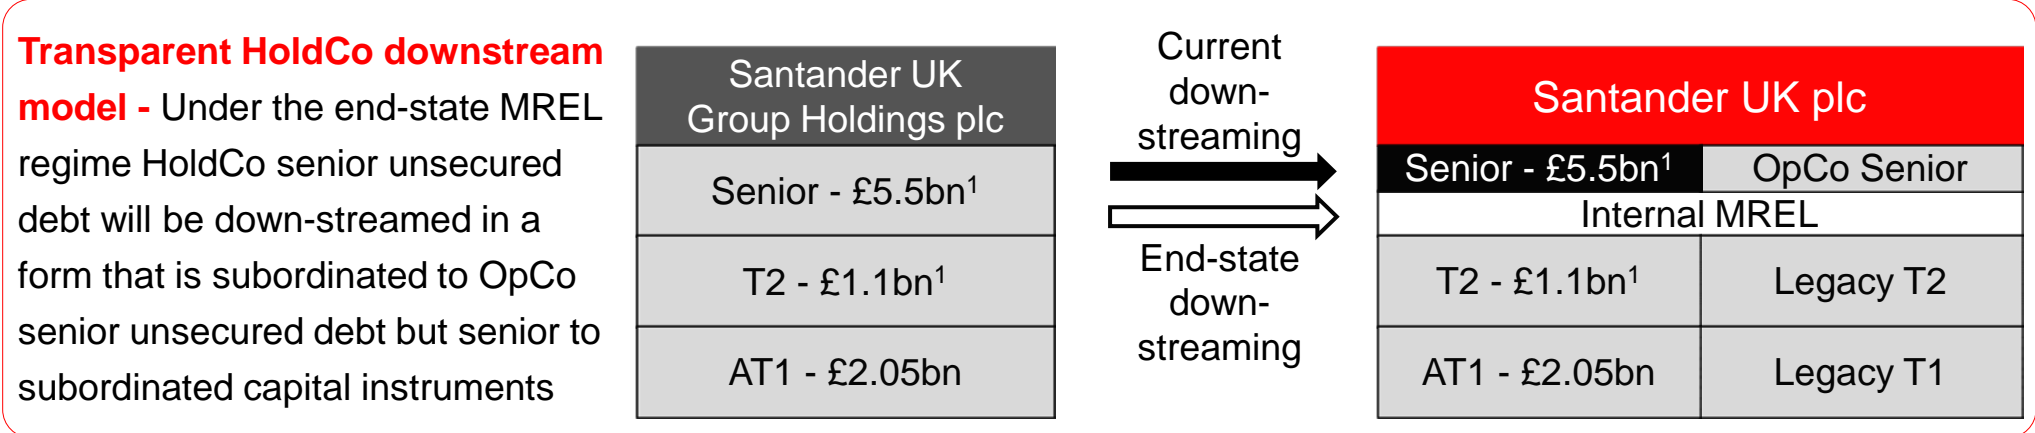 Transparent HoldCo downstream
model - Under the end-state MREL
regime HoldCo senior unsecured
debt will be down-streamed in a
form that is subordinated to OpCo
senior unsecured debt but senior to
subordinated capital instruments
Santander UK
Group Holdings plc
Senior - £5.5bn¹
T2 - £1.1bn¹
AT1 - £2.05bn
Current
down-
streaming
End-state
down-
streaming
Santander UK plc
Senior - £5.5bn¹ OpCo Senior
Internal MREL
T2 - £1.1bn¹ Legacy T2
AT1 - £2.05bn Legacy T1